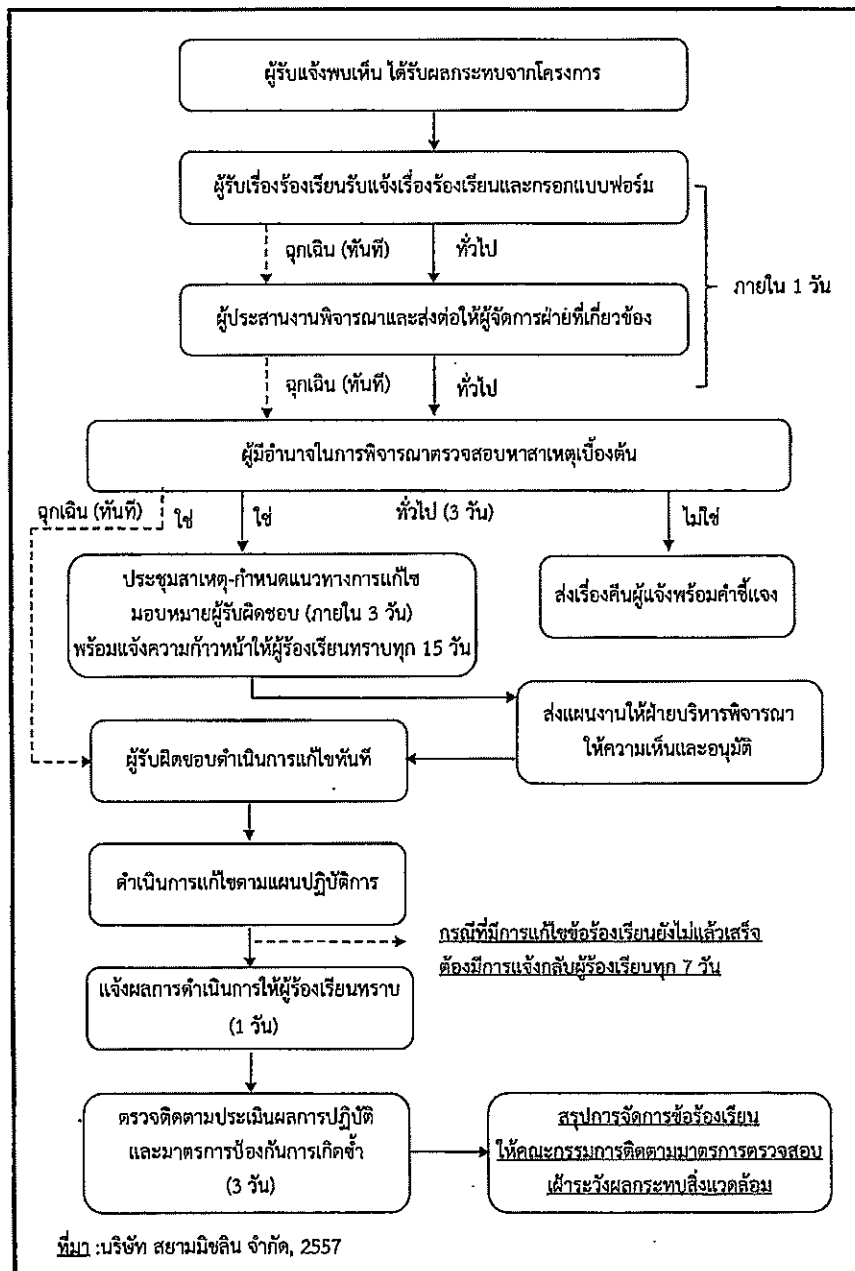 ผู้รับแจ้งพบเห็น ได้รับผลกระทบจากโครงการ
ผู้รับเรื่องร้องเรียนรับแจ้งเรื่องร้องเรียนและกรอกแบบฟอร์ม
ฉุกเฉิน (ทันที)
ทั่วไป
ภายใน 1 วัน
ผู้ประสานงานพิจารณาและส่งต่อให้ผู้จัดการฝ่ายที่เกี่ยวข้อง
ฉุกเฉิน (ทันที)
ทั่วไป
ผู้มีอำนาจในการพิจารณาตรวจสอบหาสาเหตุเบื้องต้น
ฉุกเฉิน (ทันที)
ใช่
ใช่
ทั่วไป (3 วัน)
ไม่ใช่
ประชุมสาเหตุ-กำหนดแนวทางการแก้ไข
มอบหมายผู้รับผิดชอบ (ภายใน 3 วัน)
พร้อมแจ้งความก้าวหน้าให้ผู้ร้องเรียนทราบทุก 15 วัน
ส่งเรื่องคืนผู้แจ้งพร้อมคำชี้แจง
ส่งแผนงานให้ฝ่ายบริหารพิจารณา
ให้ความเห็นและอนุมัติ
ผู้รับผิดชอบดำเนินการแก้ไขทันที
ดำเนินการแก้ไขตามแผนปฏิบัติการ
กรณีที่มีการแก้ไขข้อร้องเรียนยังไม่แล้วเสร็จ
ต้องมีการแจ้งกลับผู้ร้องเรียนทุก 7 วัน
แจ้งผลการดำเนินการให้ผู้ร้องเรียนทราบ
(1 วัน)
ตรวจติดตามประเมินผลการปฏิบัติ
และมาตรการป้องกันการเกิดซ้ำ
(3 วัน)
สรุปการจัดการข้อร้องเรียน
ให้คณะกรรมการติดตามมาตรการตรวจสอบ
เฝ้าระวังผลกระทบสิ่งแวดล้อม
ที่มา :บริษัท สยามมิชลิน จำกัด, 2557